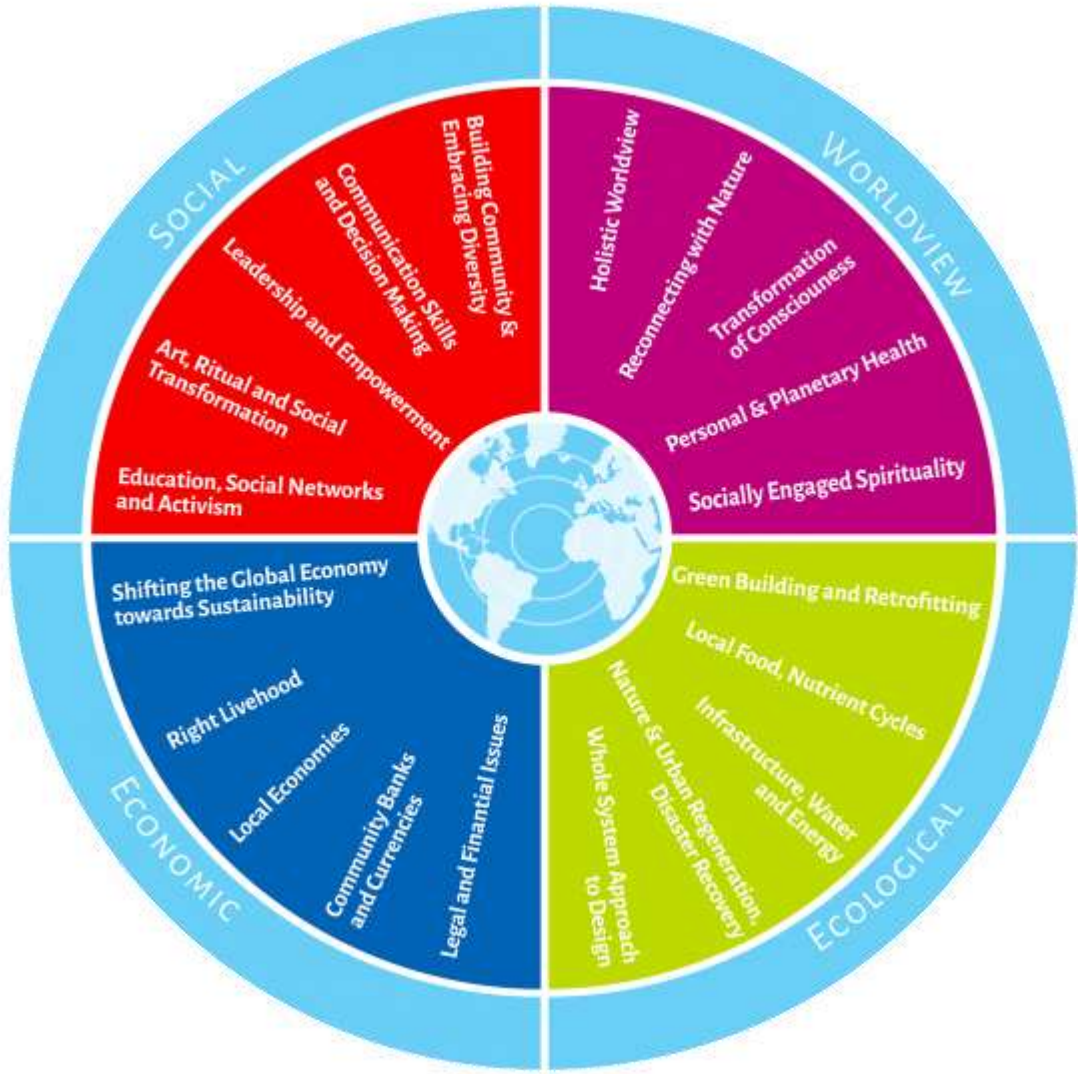 SOCIAL
Building Community &
Embracing Diversity
Communication Skills
and Decision Making
Leadership and Empowerment
Art, Ritual and Social
Transformation
Education, Social Networks
and Activism
WORLDVIEW
Holistic Worldview
Reconnecting with Nature
Transformation
of Consciouness
Personal & Planetary Health
Socially Engaged Spirituality
ECONOMIC
Shifting the Global Economy
towards Sustainability
Right Livehood
Local Economies
Community Banks
and Currencies
Legal and Finantial Issues
ECOLOGICAL
Green Building and Retrofitting
Local Food, Nutrient Cycles
Infrastructure, Water
and Energy
Nature & Urban Regeneration,
Disaster Recovery
Whole System Approach
to Design